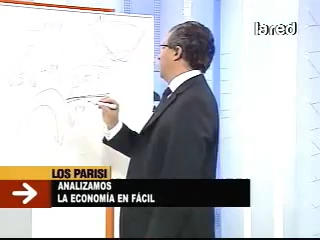 lared
LOS PARISI
ANALIZAMOS
LA ECONOMÍA EN FÁCIL